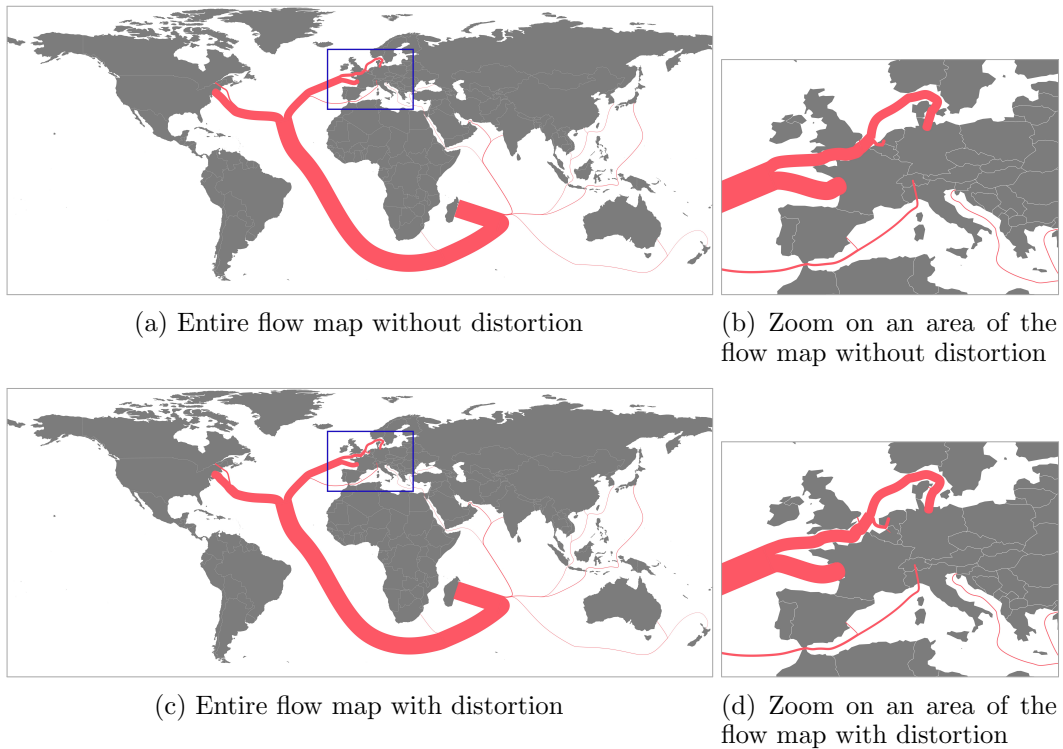 (a) Entire flow map without distortion
(b) Zoom on an area of the
flow map without distortion
(c) Entire flow map with distortion
(d) Zoom on an area of the
flow map with distortion